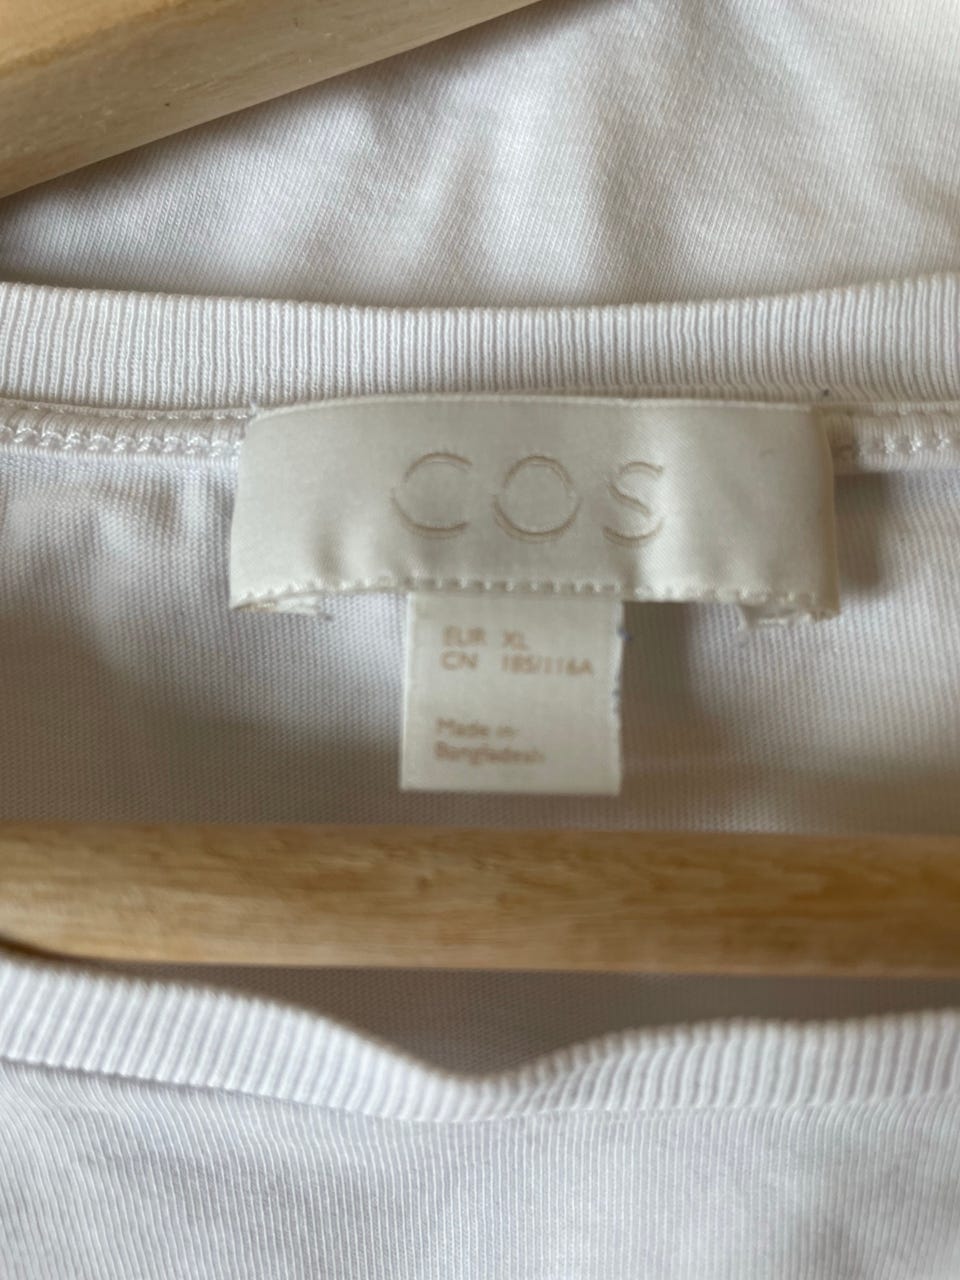 COS
EUR XL
CN 185/116A
Made in
Bangladesh